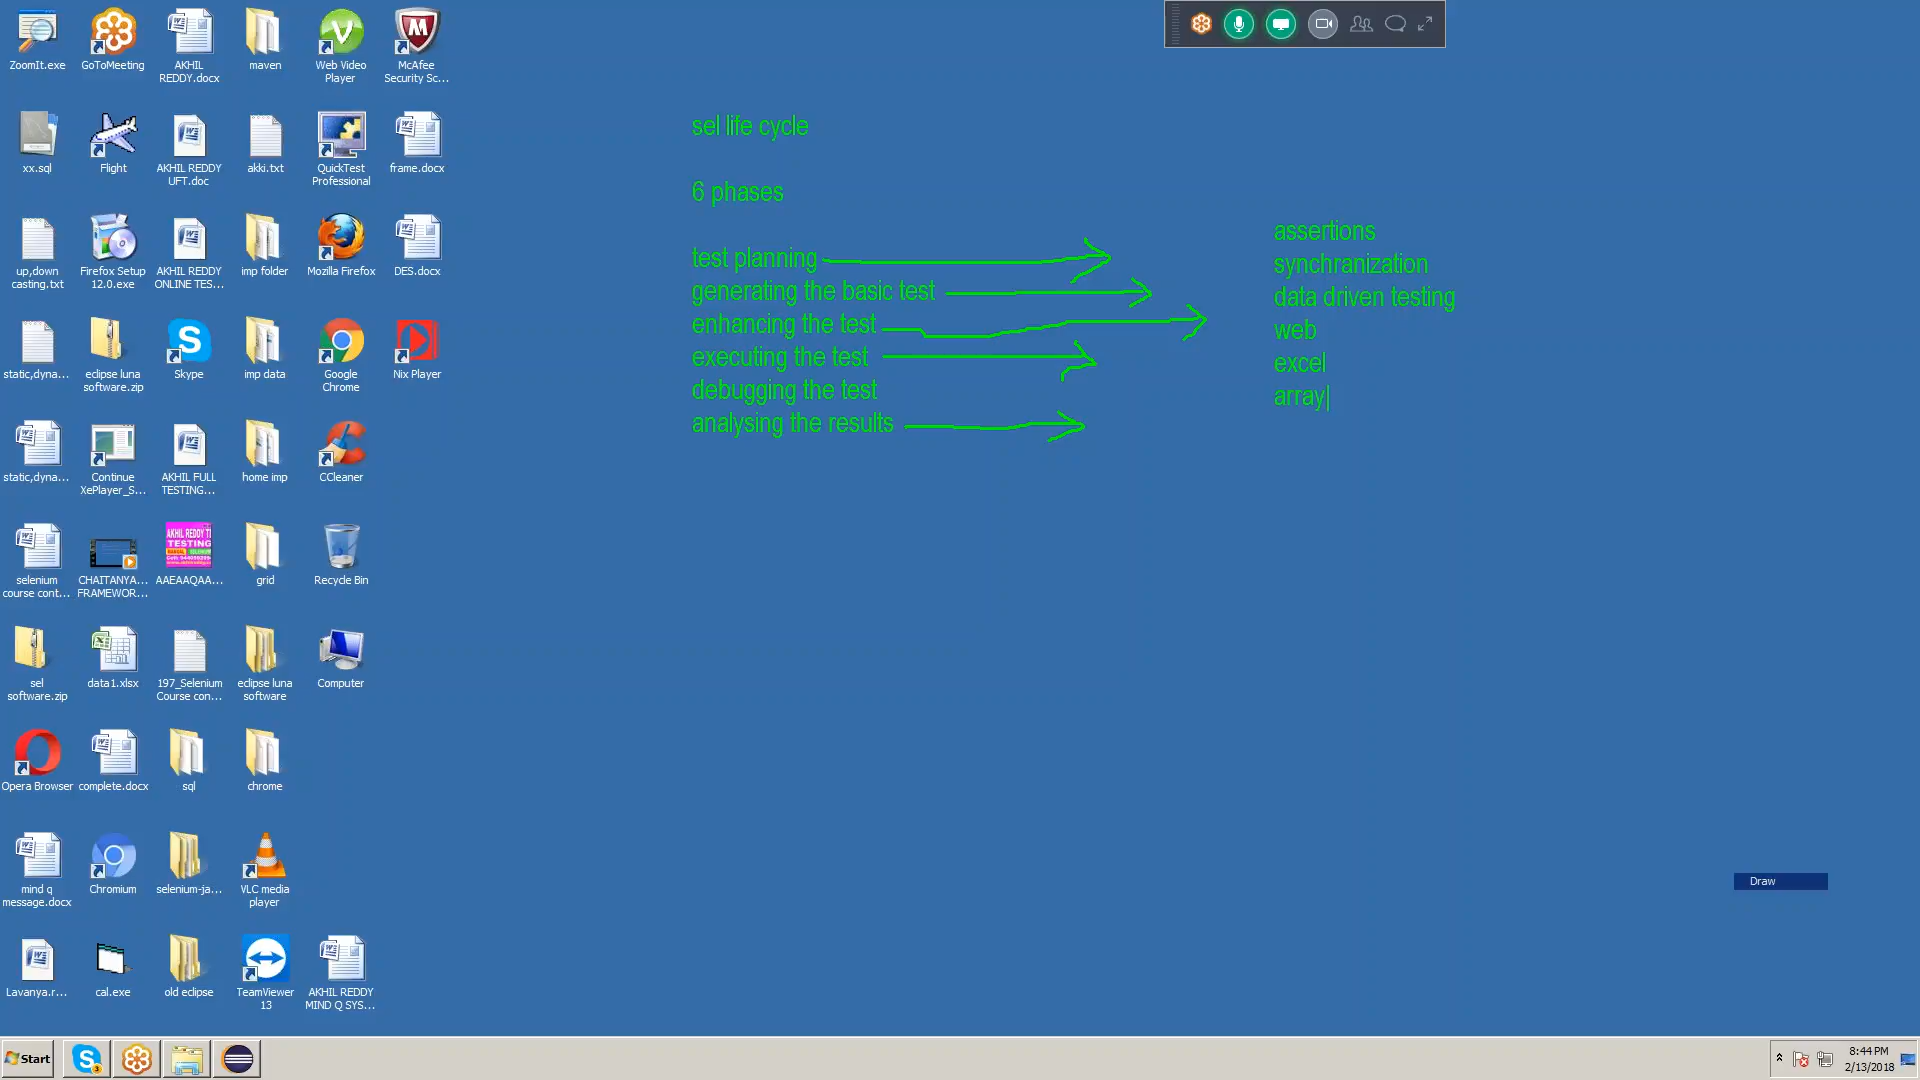 ZoomIt.exe
GoToMeeting
AKHIL
REDDY.docx
maven
Web Video
Player
McAfee
Security Sc...
xx.sql
Flight
AKHIL REDDY
UFT.doc
akki.txt
QuickTest
Professional
frame.docx
up,down
casting.txt
Firefox Setup
12.0.exe
AKHIL REDDY
ONLINE TES...
imp folder
Mozilla Firefox
DES.docx
static,dyna...
eclipse luna
software.zip
Skype
imp data
Google
Chrome
Nix Player
static,dyna...
Continue
XePlayer_S...
AKHIL FULL
TESTING...
home imp
CCleaner
selenium
course cont...
CHAITANYA...
FRAMEWOR...
AKHIL REDDY TE
TESTING
AAEAAQAA...
grid
Recycle Bin
sel
software.zip
data1.xlsx
197_Selenium
Course con...
eclipse luna
software
Computer
Opera Browser
complete.docx
sql
chrome
mind q
message.docx
Chromium
selenium-ja...
VLC media
player
Lavanya.r...
cal.exe
old eclipse
TeamViewer
13
AKHIL REDDY
MIND Q SYS...
sel life cycle
6 phases
test planning
generating the basic test
enhancing the test
executing the test
debugging the test
analysing the results
assertions
synchranization
data driven testing
web
excel
array
Draw
Start
8:44 PM
2/13/2018